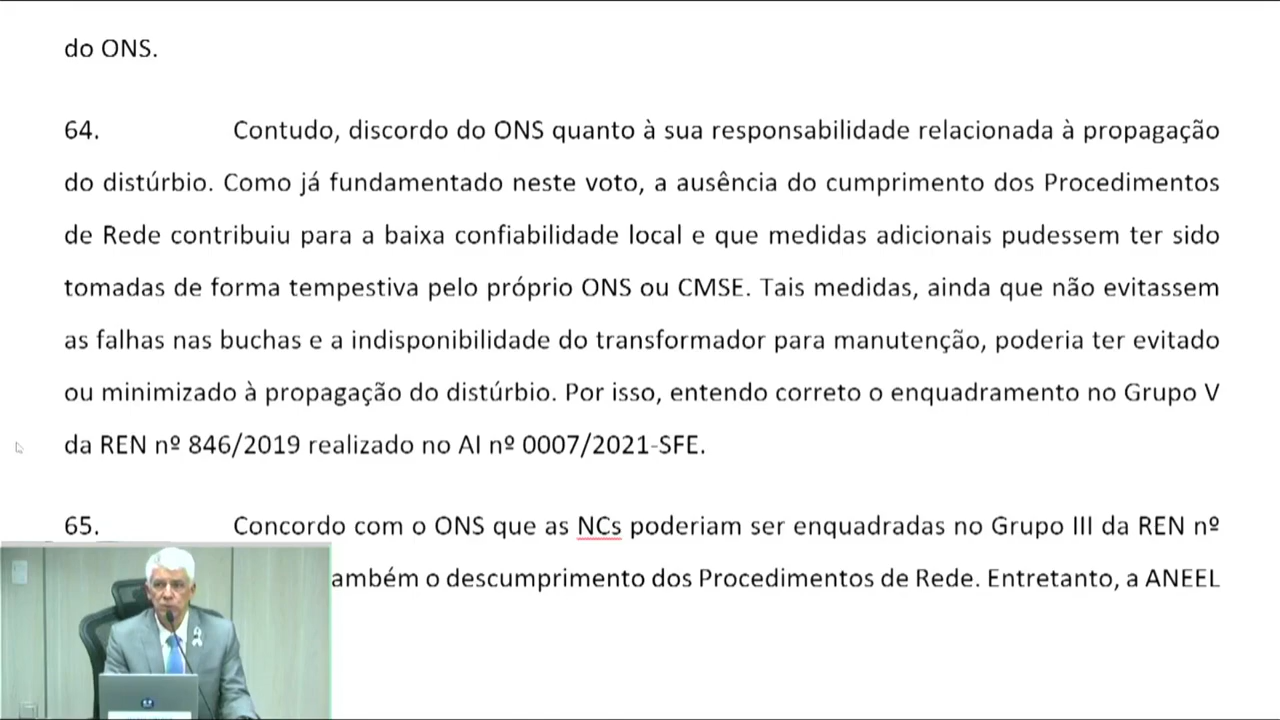 do ONS.
64. Contudo, discordo do ONS quanto à sua responsabilidade relacionada à propagação
do distúrbio. Como já fundamentado neste voto, a ausência do cumprimento dos Procedimentos
de Rede contribuiu para a baixa confiabilidade local e que medidas adicionais pudessem ter sido
tomadas de forma tempestiva pelo próprio ONS ou CMSE. Tais medidas, ainda que não evitassem
as falhas nas buchas e a indisponibilidade do transformador para manutenção, poderia ter evitado
ou minimizado à propagação do distúrbio. Por isso, entendo correto o enquadramento no Grupo V
da REN nº 846/2019 realizado no AI nº 0007/2021-SFE.
65. Concordo com o ONS que as NCs poderiam ser enquadradas no Grupo III da REN nº
ambém o descumprimento dos Procedimentos de Rede. Entretanto, a ANEEL